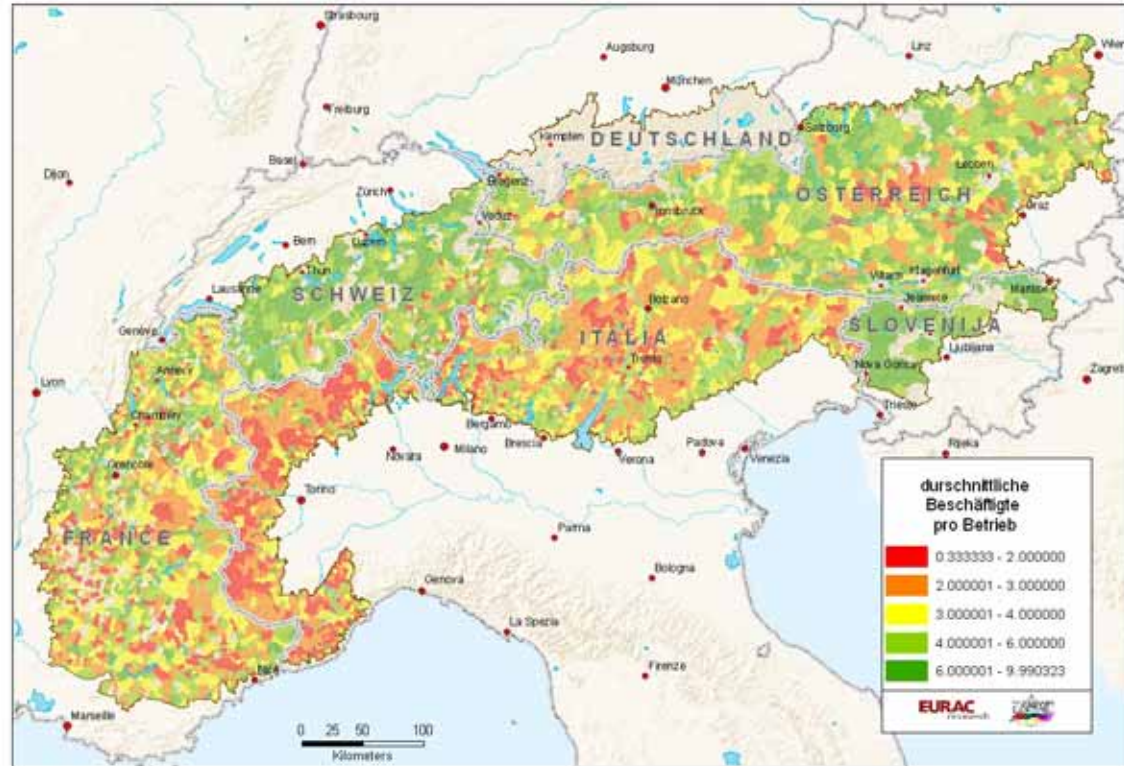 Strasbourg
Augsburg
Linz
Wien
München
Freiburg
Kempten
DEUTSCHLAND
Salzburg
Basel
Dijon
Zürich
Bregenz
Leoben
ÖSTERREICH
Vaduz
Innsbruck
Graz
Bern
Luzern
Thun
Villach
Klagenfurt
Maribor
Lausanne
SCHWEIZ
Jesenice
Bolzano
SLOVENIJA
Genève
ITALIA
Ljubljana
Trento
Nova Gorica
Annecy
Zagreb
Lyon
Chambéry
Trieste
Bergamo
Brescia
Rijeka
Novara
Milano
Verona
Padova
Venezia
Grenoble
Torino
FRANCE
Parma
Bologna
Genova
La Spezia
Nice
Firenze
Marseille
durschnittliche
Beschäftigte
pro Betrieb
0.333333 - 2.000000
2.000001 - 3.000000
3.000001 - 4.000000
4.000001 - 6.000000
6.000001 - 9.990323
EURAC
research
0 25 50 100
Kilometers